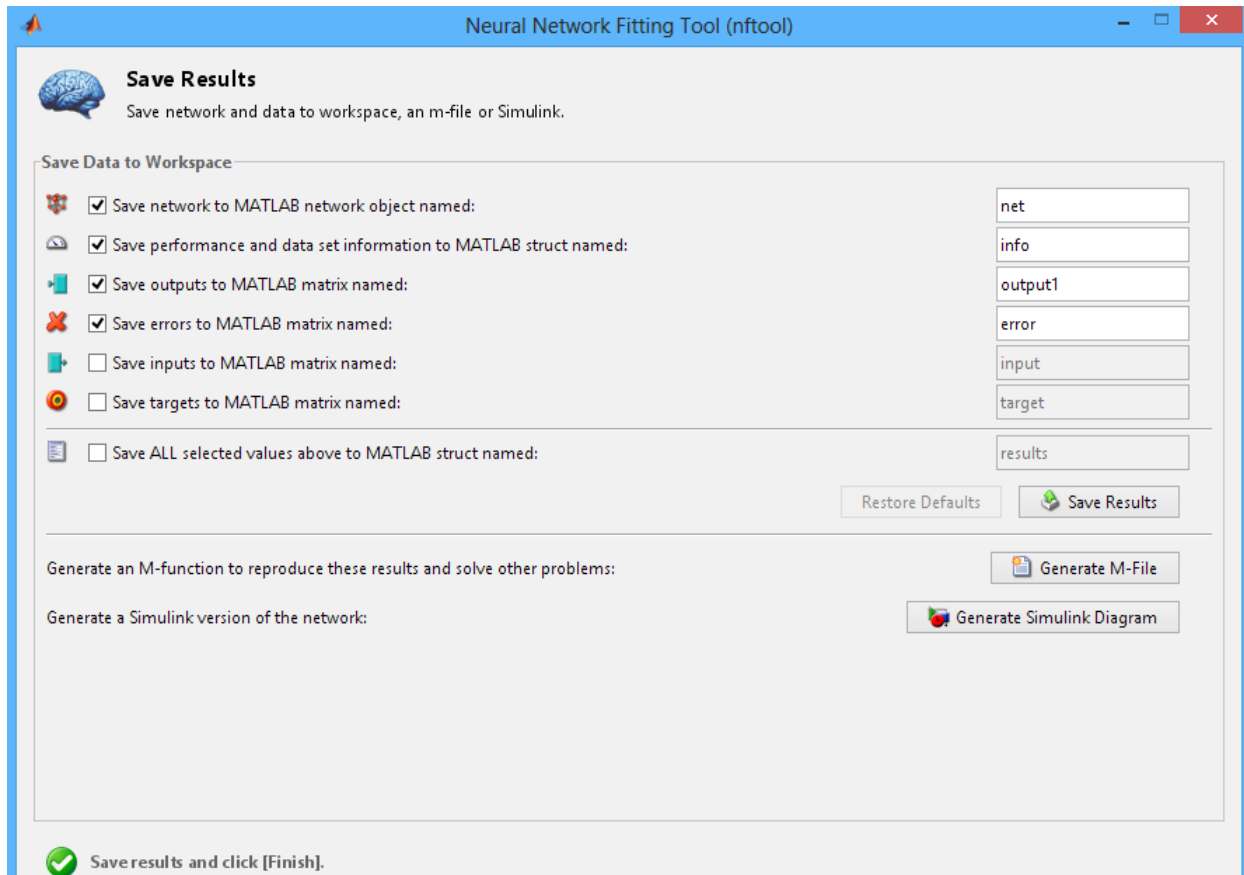 Neural Network Fitting Tool (nftool)
Save Results
Save network and data to workspace, an m-file or Simulink.
Save Data to Workspace
Save network to MATLAB network object named: net
Save performance and data set information to MATLAB struct named: info
Save outputs to MATLAB matrix named: output1
Save errors to MATLAB matrix named: error
Save inputs to MATLAB matrix named: input
Save targets to MATLAB matrix named: target
Save ALL selected values above to MATLAB struct named: results
Restore Defaults Save Results
Generate an M-function to reproduce these results and solve other problems: Generate M-File
Generate a Simulink version of the network: Generate Simulink Diagram
Save results and click [Finish].